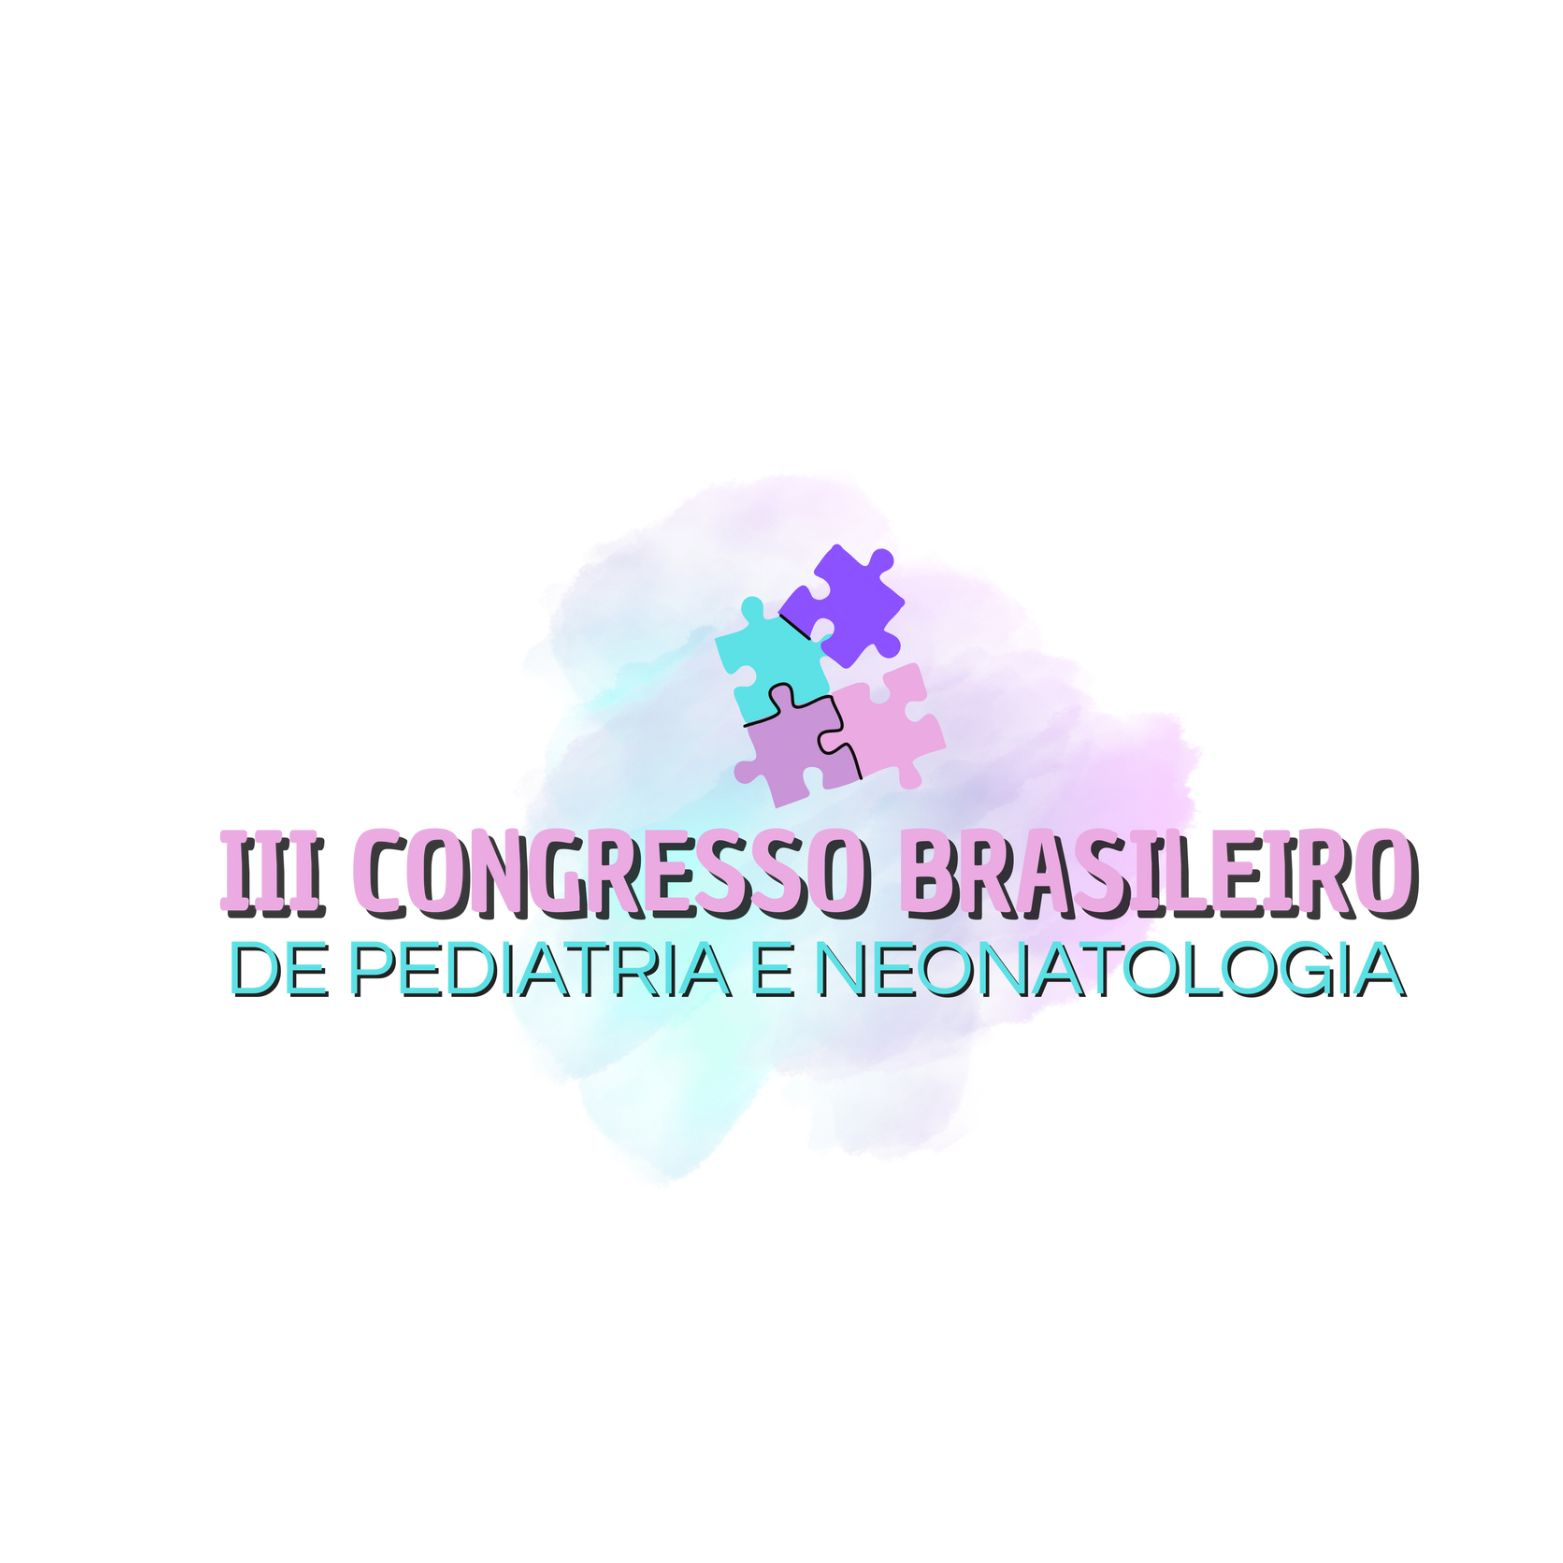 III CONGRESSO BRASILEIRO
DE PEDIATRIA E NEONATOLOGIA